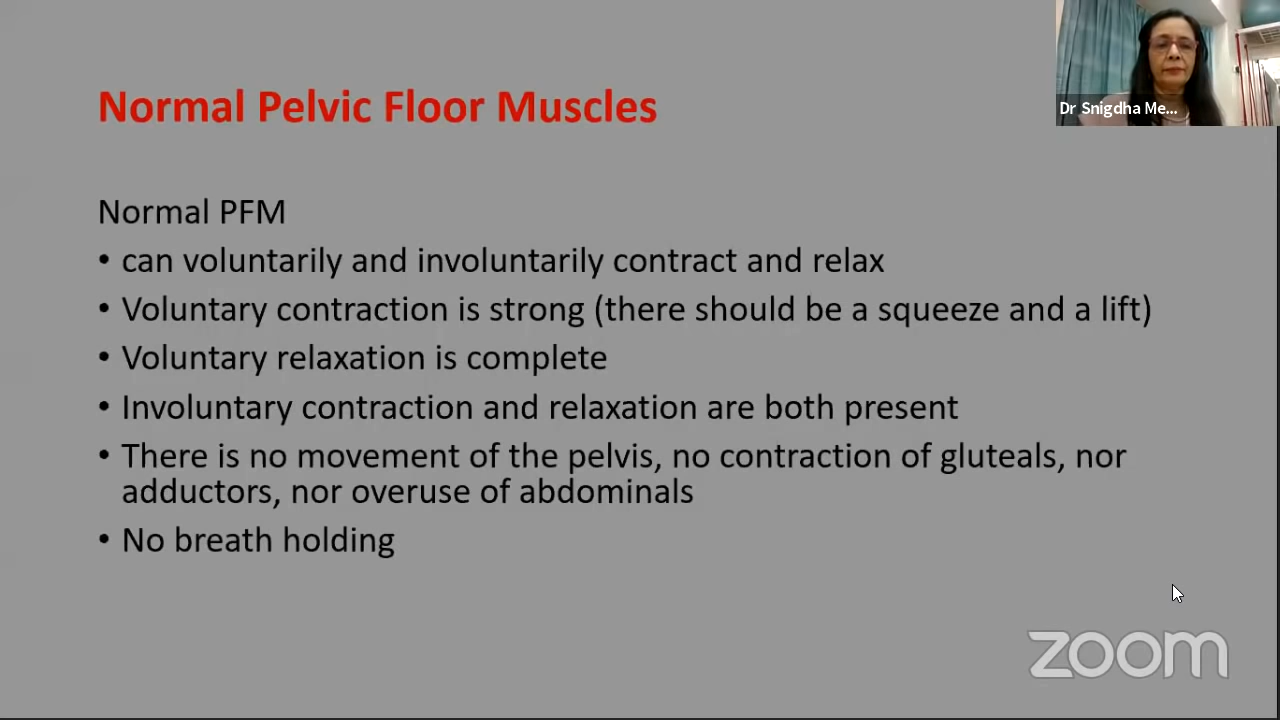 Normal Pelvic Floor Muscles
Dr Snigdha Me...
Normal PFM
• can voluntarily and involuntarily contract and relax
• Voluntary contraction is strong (there should be a squeeze and a lift)
• Voluntary relaxation is complete
• Involuntary contraction and relaxation are both present
• There is no movement of the pelvis, no contraction of gluteals, nor
adductors, nor overuse of abdominals
• No breath holding
zoom